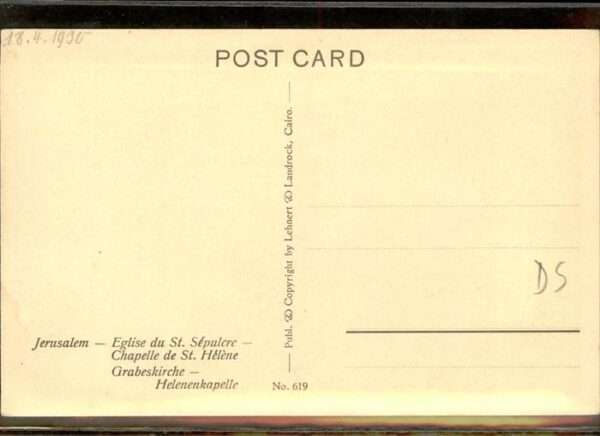 18.4.1930
POST CARD
Publ. & Copyright by Lehnert & Landrock, Cairo.
DS
Jerusalem — Eglise du St. Sépulcre —
Chapelle de St. Hélène
Grabeskirche —
Helenenkapelle
No. 619